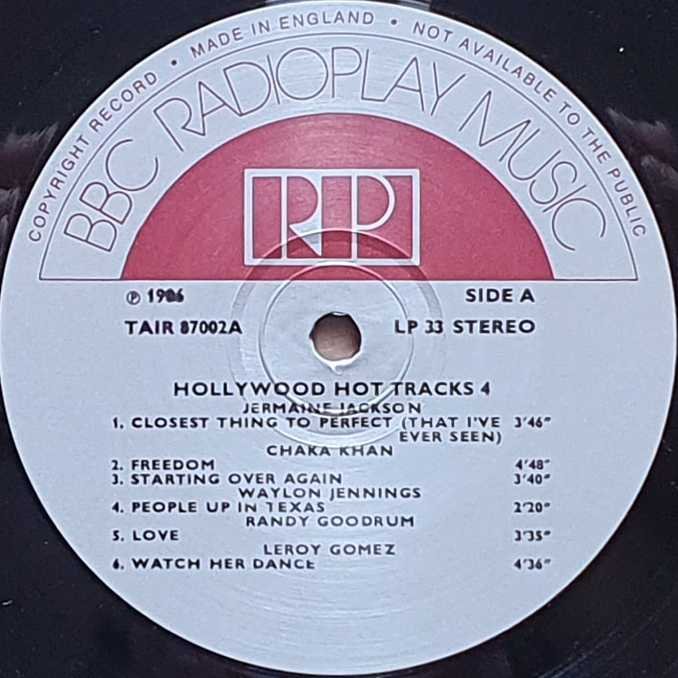 COPYRIGHT RECORD • MADE IN ENGLAND • NOT AVAILABLE TO THE PUBLIC
BBC RADIOPLAY MUSIC
RP
℗ 1986
SIDE A
TAIR 87002A
LP 33 STEREO
HOLLYWOOD HOT TRACKS 4
JERMAINE JACKSON
1. CLOSEST THING TO PERFECT (THAT I'VE 3'46"
EVER SEEN)
CHAKA KHAN
2. FREEDOM 4'48"
3. STARTING OVER AGAIN 3'40"
WAYLON JENNINGS
4. PEOPLE UP IN TEXAS 2'20"
RANDY GOODRUM
5. LOVE 3'35"
LEROY GOMEZ
6. WATCH HER DANCE 4'36"